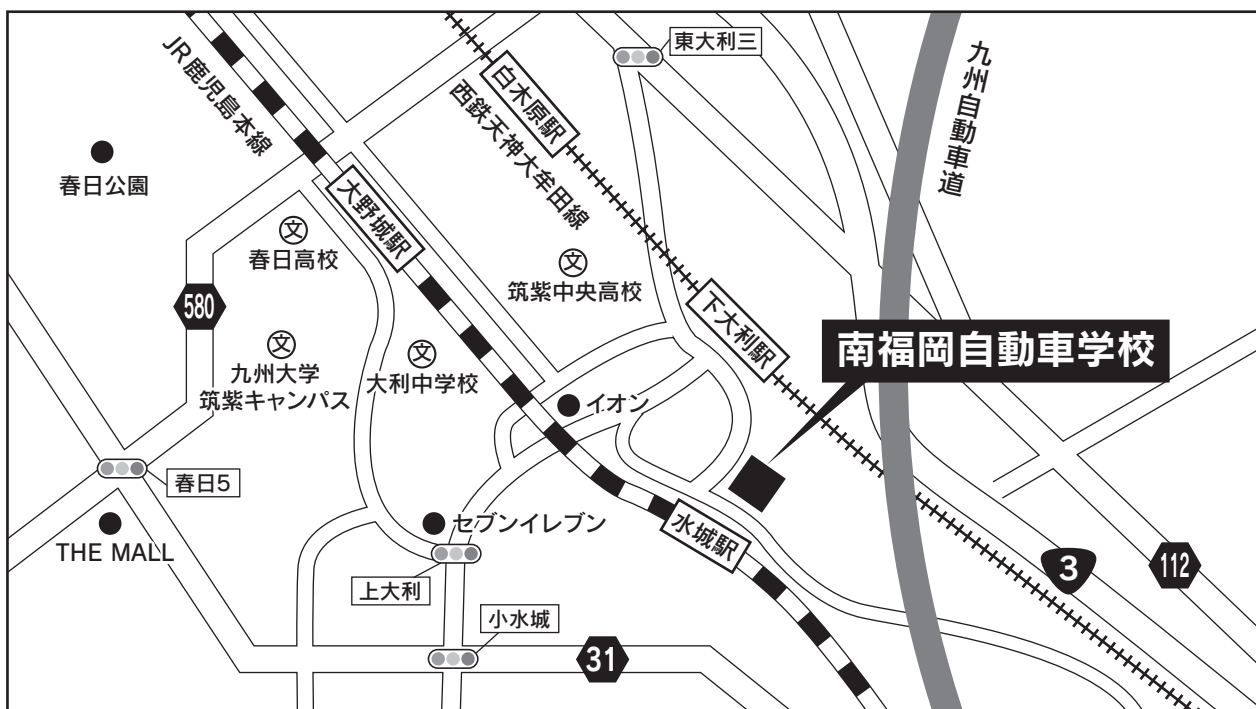 東大利三
JR鹿児島本線
白木原駅
西鉄天神大牟田線
九州自動車道
春日公園
大野城駅
文
春日高校
文
筑紫中央高校
580
下大利駅
南福岡自動車学校
文
九州大学
筑紫キャンパス
文
大利中学校
イオン
春日5
THE MALL
セブンイレブン
水城駅
上大利
3
112
小水城
31